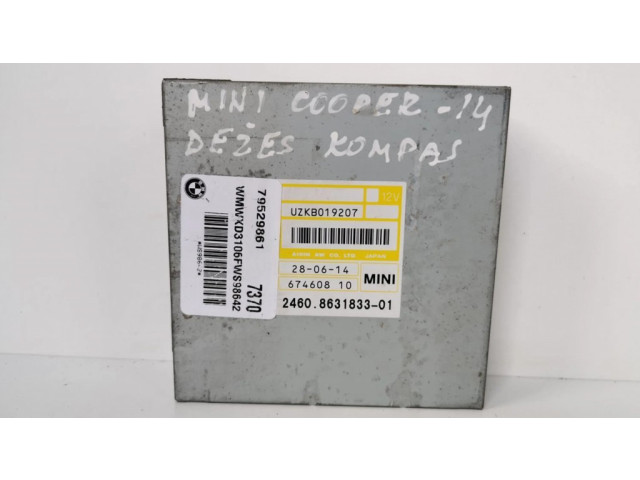 MINI COOPER -14
DĖŽĖS KOMPAS
BMW
79529861
7370
WMWXD3106FWS98642
12V
UZKB019207
28-06-14
MINI
674608 10
2460.8631833-01